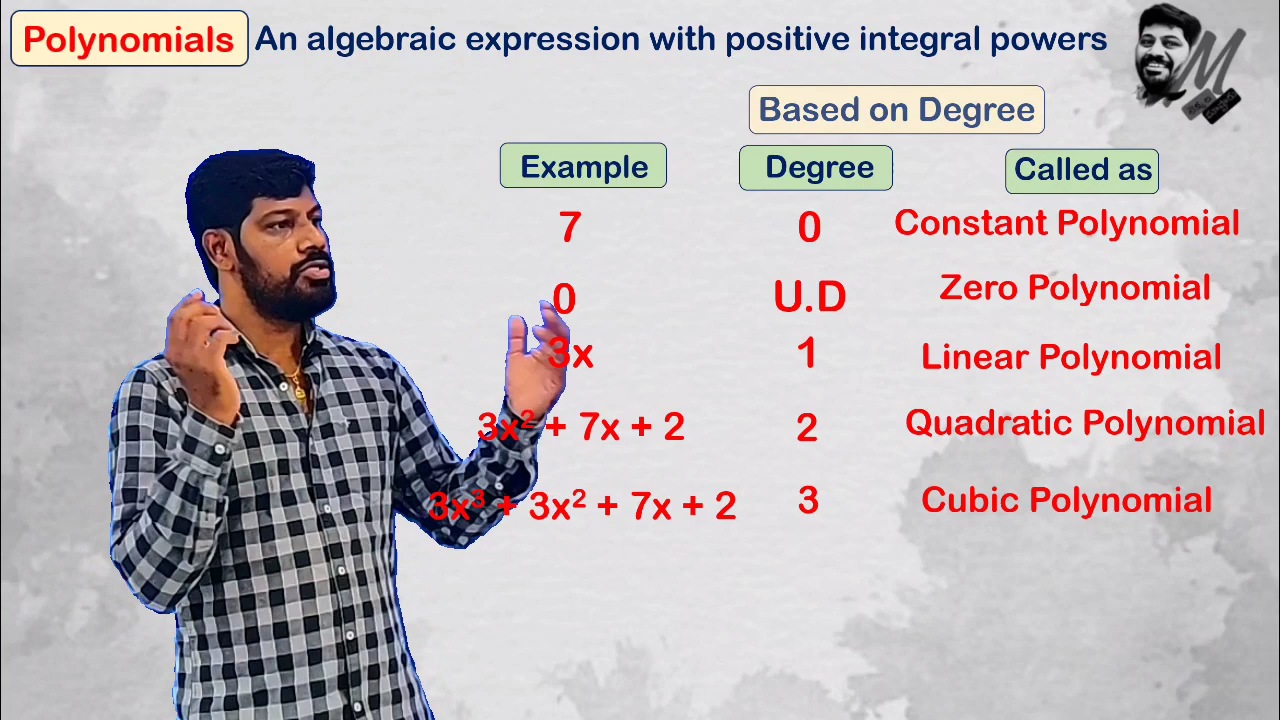 Polynomials An algebraic expression with positive integral powers
M
Based on Degree
Example Degree Called as
7 0 Constant Polynomial
0 U.D Zero Polynomial
3x 1 Linear Polynomial
3x² + 7x + 2 2 Quadratic Polynomial
3x³ + 3x² + 7x + 2 3 Cubic Polynomial